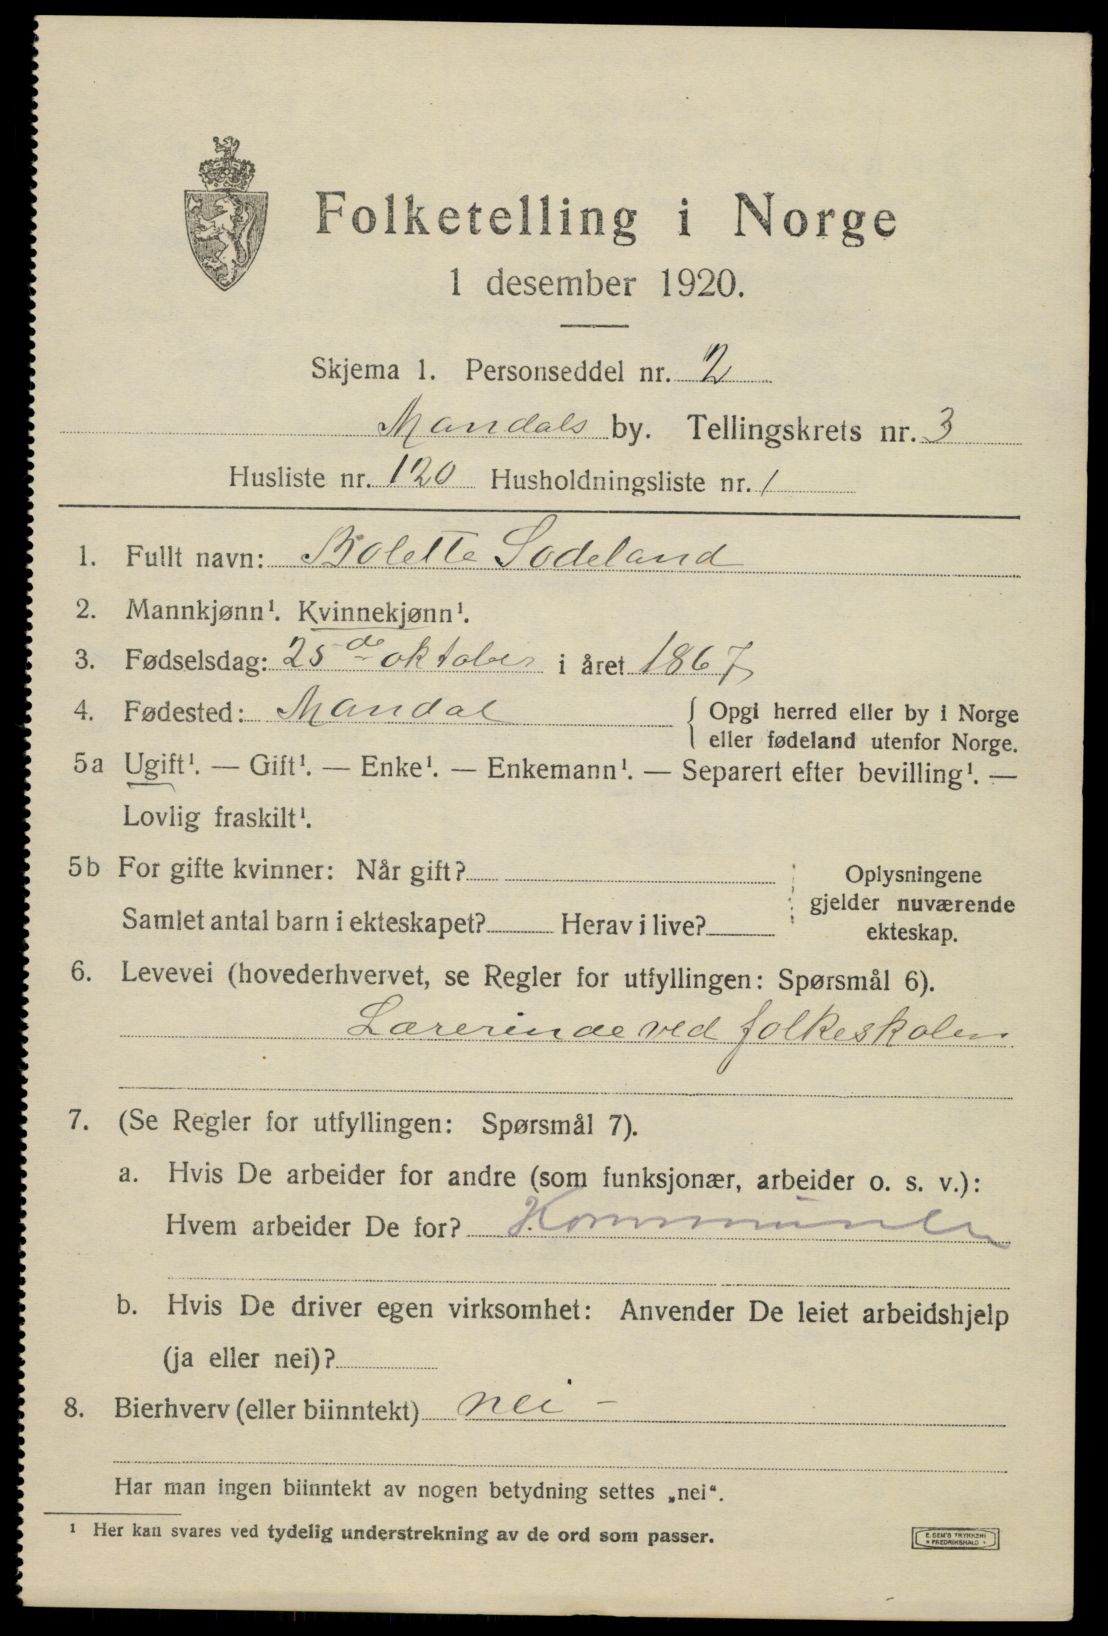 Folketelling i Norge
1 desember 1920.
Skjema 1. Personseddel nr. 2
Mandals by. Tellingskrets nr. 3
Husliste nr. 120 Husholdningsliste nr. 1
1. Fullt navn: Bolette Sodeland
2. Mannkjønn¹. Kvinnekjønn¹.
3. Fødselsdag: 25de oktober i året 1867
4. Fødested: Mandal { Opgi herred eller by i Norge
eller fødeland utenfor Norge.
5a Ugift¹. — Gift¹. — Enke¹. — Enkemann¹. — Separert efter bevilling¹. —
Lovlig fraskilt¹.
5b For gifte kvinner: Når gift?
Samlet antal barn i ekteskapet? Herav i live?
Oplysningene
gjelder nuværende
ekteskap.
6. Levevei (hovederhvervet, se Regler for utfyllingen: Spørsmål 6).
Lærerinde ved folkeskolen
7. (Se Regler for utfyllingen: Spørsmål 7).
a. Hvis De arbeider for andre (som funksjonær, arbeider o. s. v.):
Hvem arbeider De for? Kommunen
b. Hvis De driver egen virksomhet: Anvender De leiet arbeidshjelp
(ja eller nei)?
8. Bierhverv (eller biinntekt) nei –
Har man ingen biinntekt av nogen betydning settes „nei“.
¹ Her kan svares ved tydelig understrekning av de ord som passer.
E. SEM'S TRYKKERI
FREDRIKSHALD